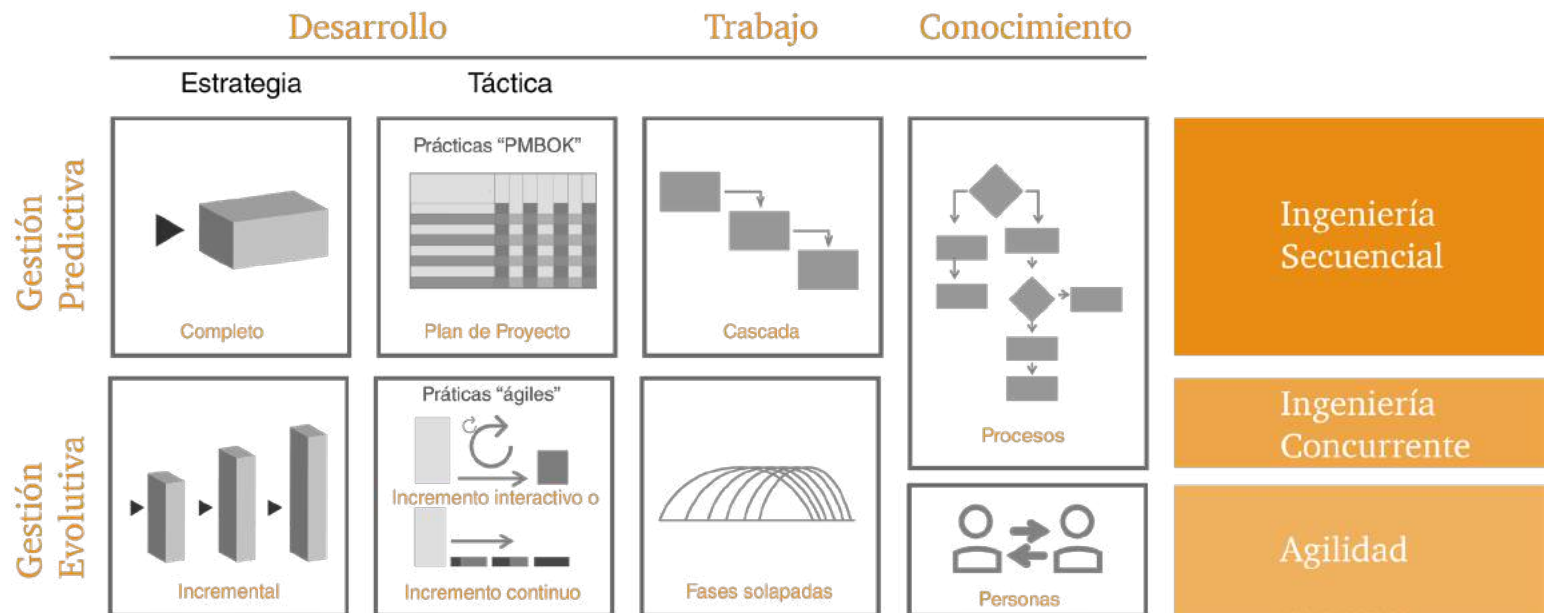 Desarrollo
Trabajo
Conocimiento
Estrategia
Táctica
Gestión
Predictiva
Completo
Prácticas “PMBOK”
Plan de Proyecto
Cascada
Procesos
Ingeniería
Secuencial
Gestión
Evolutiva
Incremental
Práticas “ágiles”
Incremento interactivo o
Incremento continuo
Fases solapadas
Personas
Ingeniería
Concurrente
Agilidad